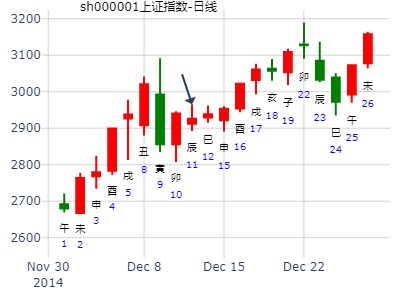 sh000001上证指数-日线
3200
3100
3000
2900
2800
2700
2600
午
1
未
2
申
3
酉
4
戌
5
丑
8
寅
9
卯
10
辰
11
巳
12
申
15
酉
16
戌
17
亥
18
子
19
卯
22
辰
23
巳
24
午
25
未
26
Nov 30
2014
Dec 8
Dec 15
Dec 22